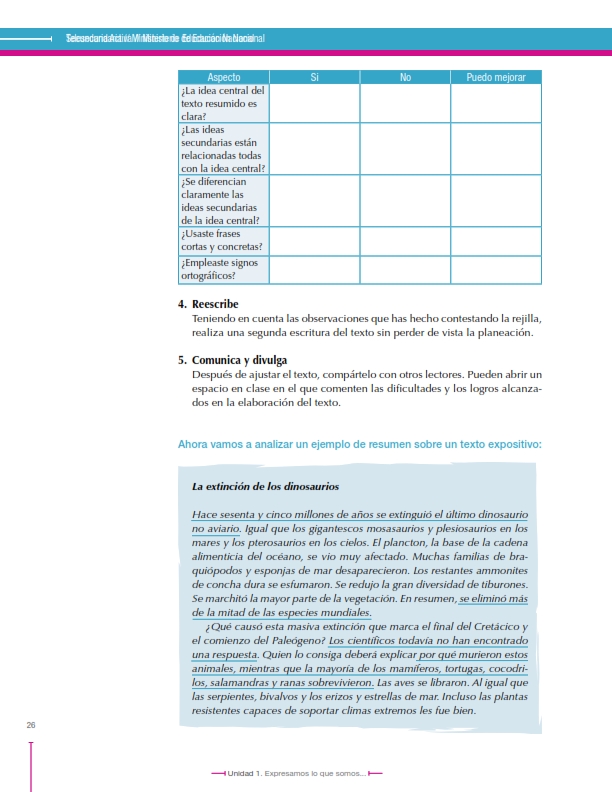 Aspecto Si No Puedo mejorar
¿La idea central del
texto resumido es
clara?
¿Las ideas
secundarias están
relacionadas todas
con la idea central?
¿Se diferencian
claramente las
ideas secundarias
de la idea central?
¿Usaste frases
cortas y concretas?
¿Empleaste signos
ortográficos?
4. Reescribe
Teniendo en cuenta las observaciones que has hecho contestando la rejilla,
realiza una segunda escritura del texto sin perder de vista la planeación.
5. Comunica y divulga
Después de ajustar el texto, compártelo con otros lectores. Pueden abrir un
espacio en clase en el que comenten las dificultades y los logros alcanza-
dos en la elaboración del texto.
Ahora vamos a analizar un ejemplo de resumen sobre un texto expositivo:
La extinción de los dinosaurios
Hace sesenta y cinco millones de años se extinguió el último dinosaurio
no aviario. Igual que los gigantescos mosasaurios y plesiosaurios en los
mares y los pterosaurios en los cielos. El plancton, la base de la cadena
alimenticia del océano, se vio muy afectado. Muchas familias de bra-
quiópodos y esponjas de mar desaparecieron. Los restantes ammonites
de concha dura se esfumaron. Se redujo la gran diversidad de tiburones.
Se marchitó la mayor parte de la vegetación. En resumen, se eliminó más
de la mitad de las especies mundiales.
¿Qué causó esta masiva extinción que marca el final del Cretácico y
el comienzo del Paleógeno? Los científicos todavía no han encontrado
una respuesta. Quien lo consiga deberá explicar por qué murieron estos
animales, mientras que la mayoría de los mamíferos, tortugas, cocodri-
los, salamandras y ranas sobrevivieron. Las aves se libraron. Al igual que
las serpientes, bivalvos y los erizos y estrellas de mar. Incluso las plantas
resistentes capaces de soportar climas extremos les fue bien.
26
Unidad 1. Expresamos lo que somos...